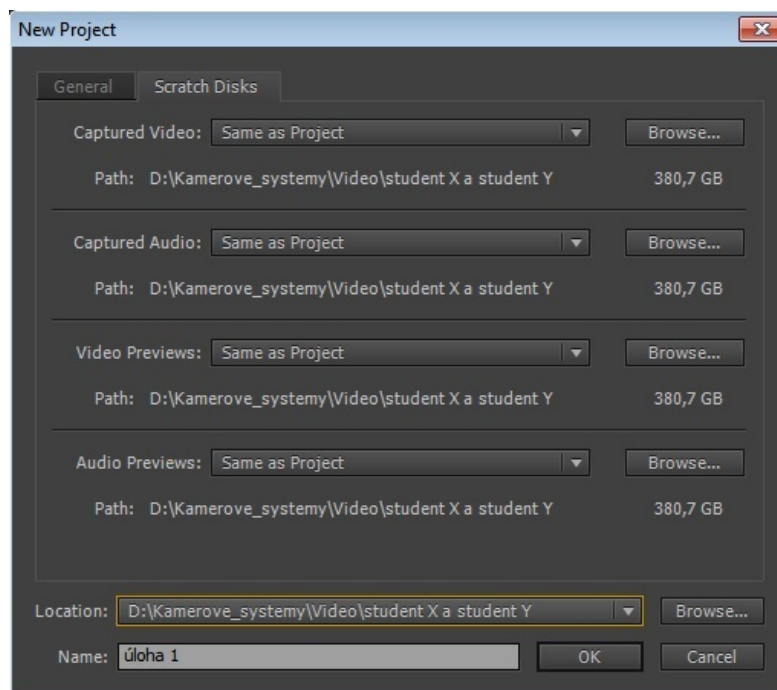 New Project
General Scratch Disks
Captured Video: Same as Project Browse...
Path: D:\Kamerove_systemy\Video\student X a student Y 380,7 GB
Captured Audio: Same as Project Browse...
Path: D:\Kamerove_systemy\Video\student X a student Y 380,7 GB
Video Previews: Same as Project Browse...
Path: D:\Kamerove_systemy\Video\student X a student Y 380,7 GB
Audio Previews: Same as Project Browse...
Path: D:\Kamerove_systemy\Video\student X a student Y 380,7 GB
Location: D:\Kamerove_systemy\Video\student X a student Y Browse...
Name: úloha 1 OK Cancel